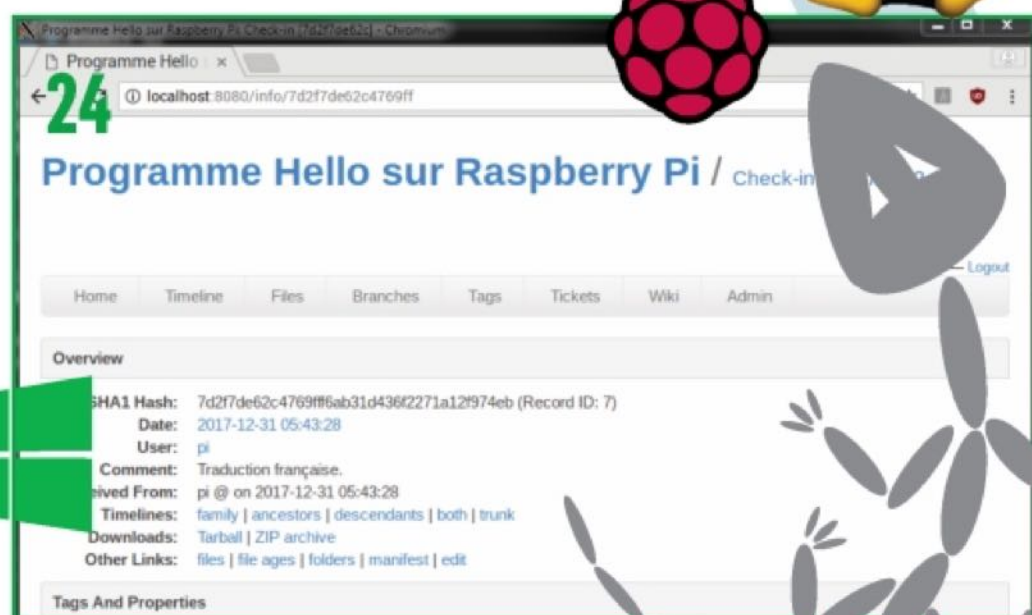 Programme Hello sur Raspberry Pi Check-in [7d2f7de62c] - Chromium
Programme Hello
24
localhost:8080/info/7d2f7de62c4769ff
Programme Hello sur Raspberry Pi / Check-in
Logout
Home Timeline Files Branches Tags Tickets Wiki Admin
Overview
SHA1 Hash: 7d2f7de62c4769fff6ab31d436f2271a12f974eb (Record ID: 7)
Date: 2017-12-31 05:43:28
User: pi
Comment: Traduction française.
eived From: pi @ on 2017-12-31 05:43:28
Timelines: family | ancestors | descendants | both | trunk
Downloads: Tarball | ZIP archive
Other Links: files | file ages | folders | manifest | edit
Tags And Properties